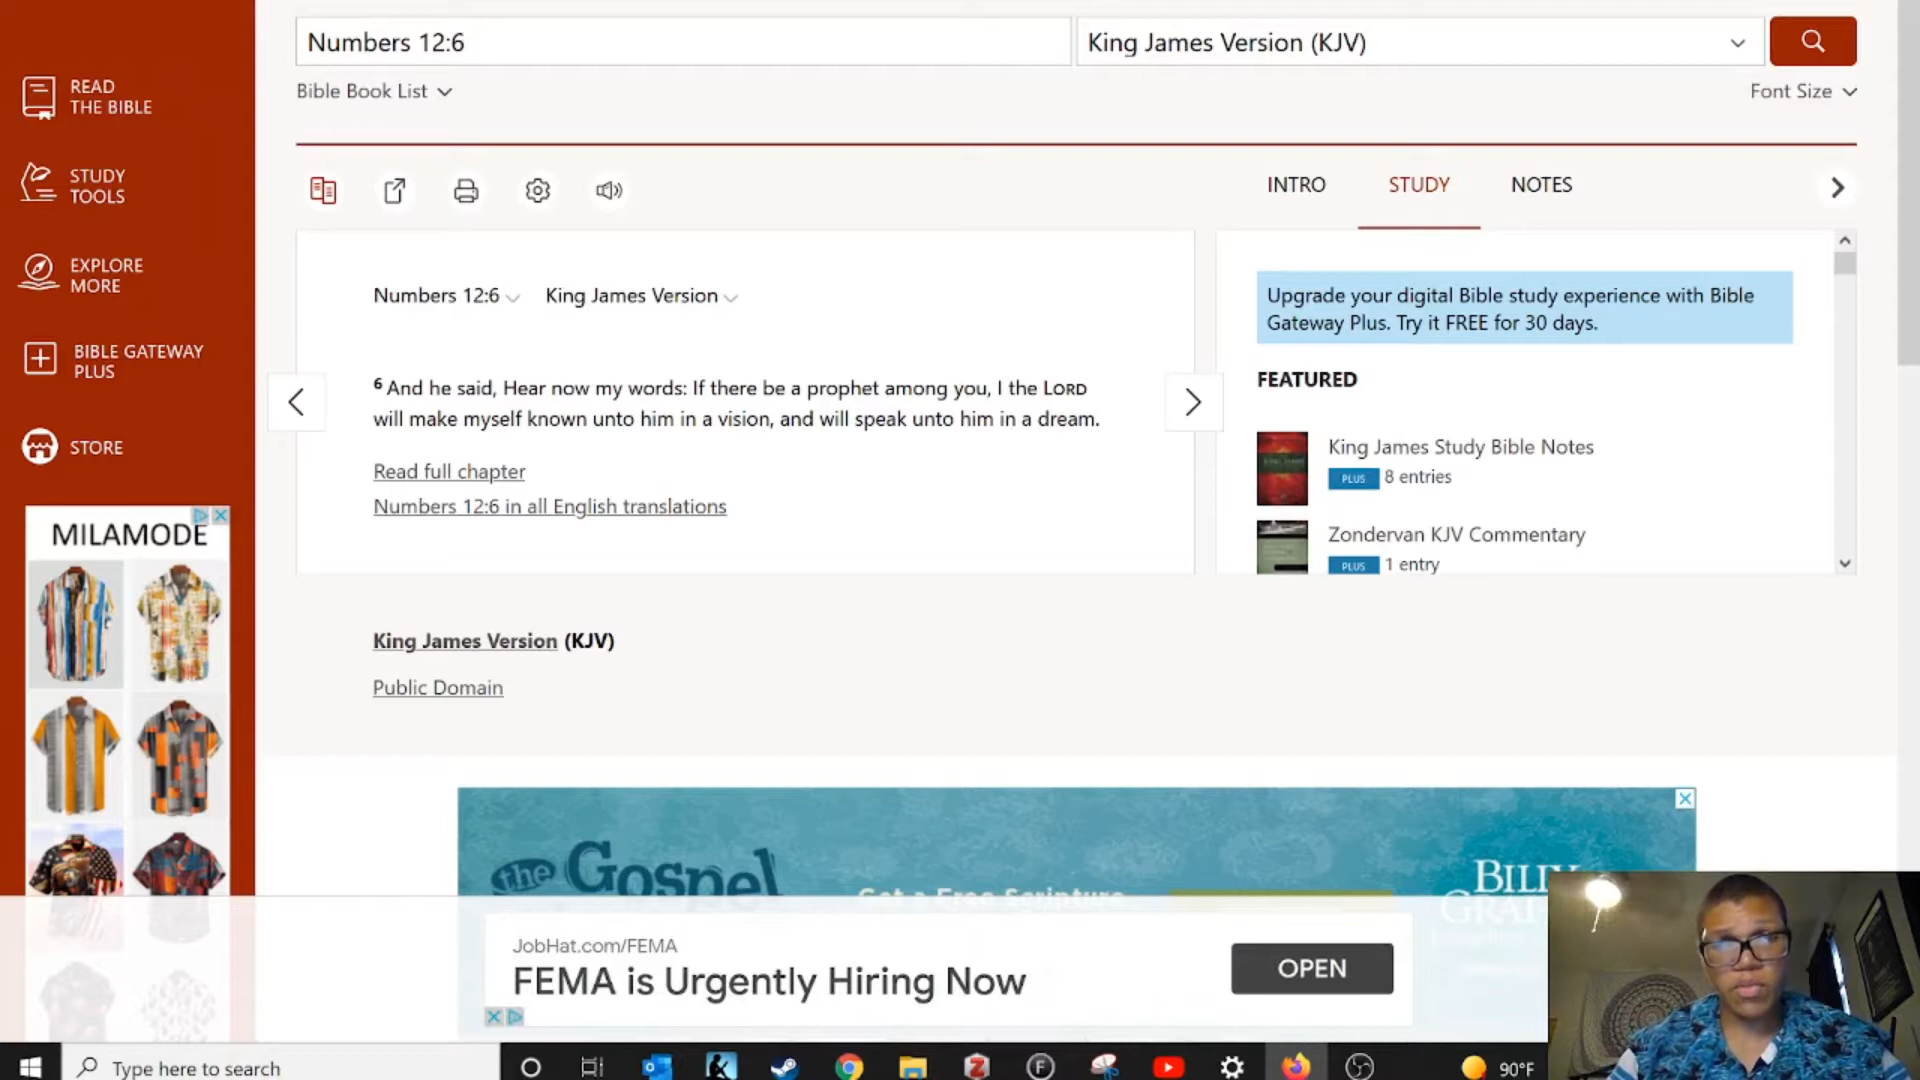 Numbers 12:6
King James Version (KJV)
Bible Book List
Font Size
READ
THE BIBLE
STUDY
TOOLS
EXPLORE
MORE
BIBLE GATEWAY
PLUS
STORE
INTRO
STUDY
NOTES
Numbers 12:6
King James Version
6 And he said, Hear now my words: If there be a prophet among you, I the LORD
will make myself known unto him in a vision, and will speak unto him in a dream.
Read full chapter
Numbers 12:6 in all English translations
Upgrade your digital Bible study experience with Bible
Gateway Plus. Try it FREE for 30 days.
FEATURED
King James Study Bible Notes
PLUS 8 entries
Zondervan KJV Commentary
PLUS 1 entry
King James Version (KJV)
Public Domain
MILAMODE
the Gospel
Get a Free Scripture
BILLY
GRAHAM
JobHat.com/FEMA
FEMA is Urgently Hiring Now
OPEN
Type here to search
90°F